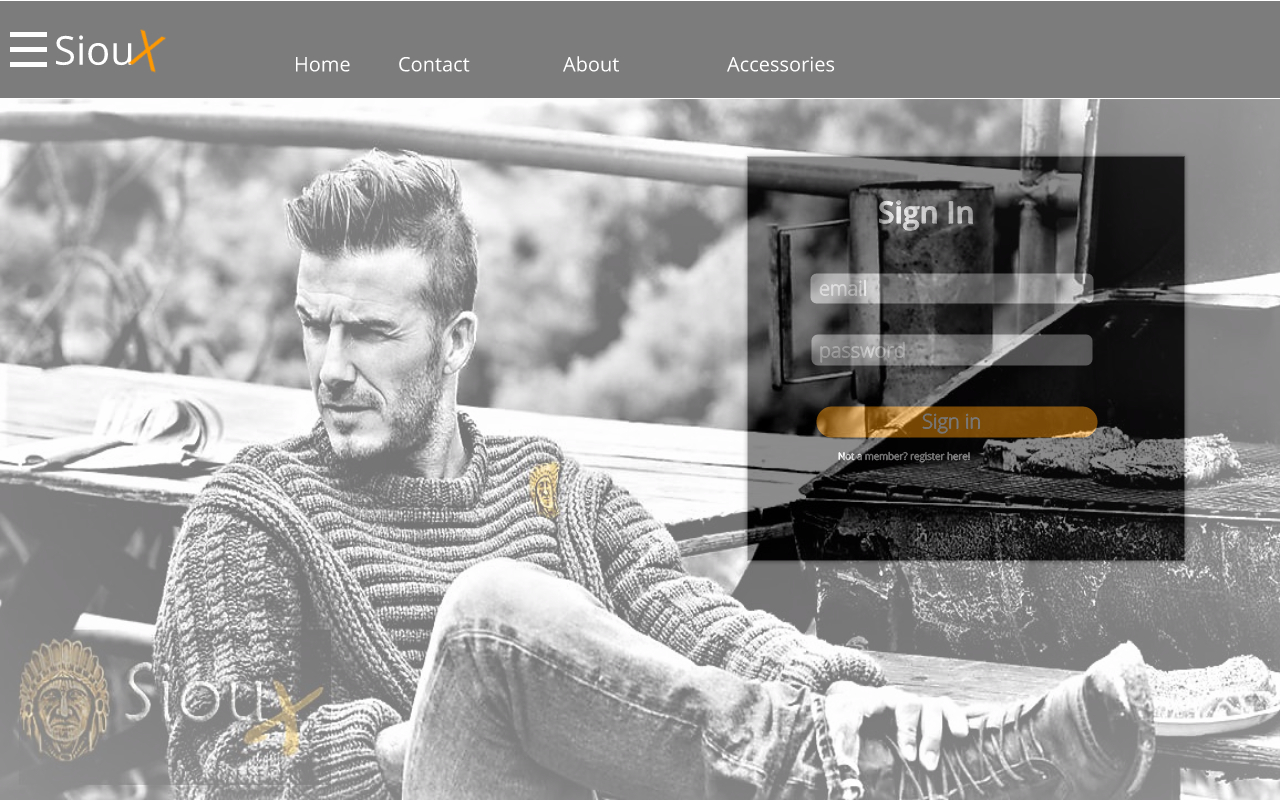 SiouX
Home Contact About Accessories
Sign In
email
password
Sign in
Not a member? register here!
SiouX